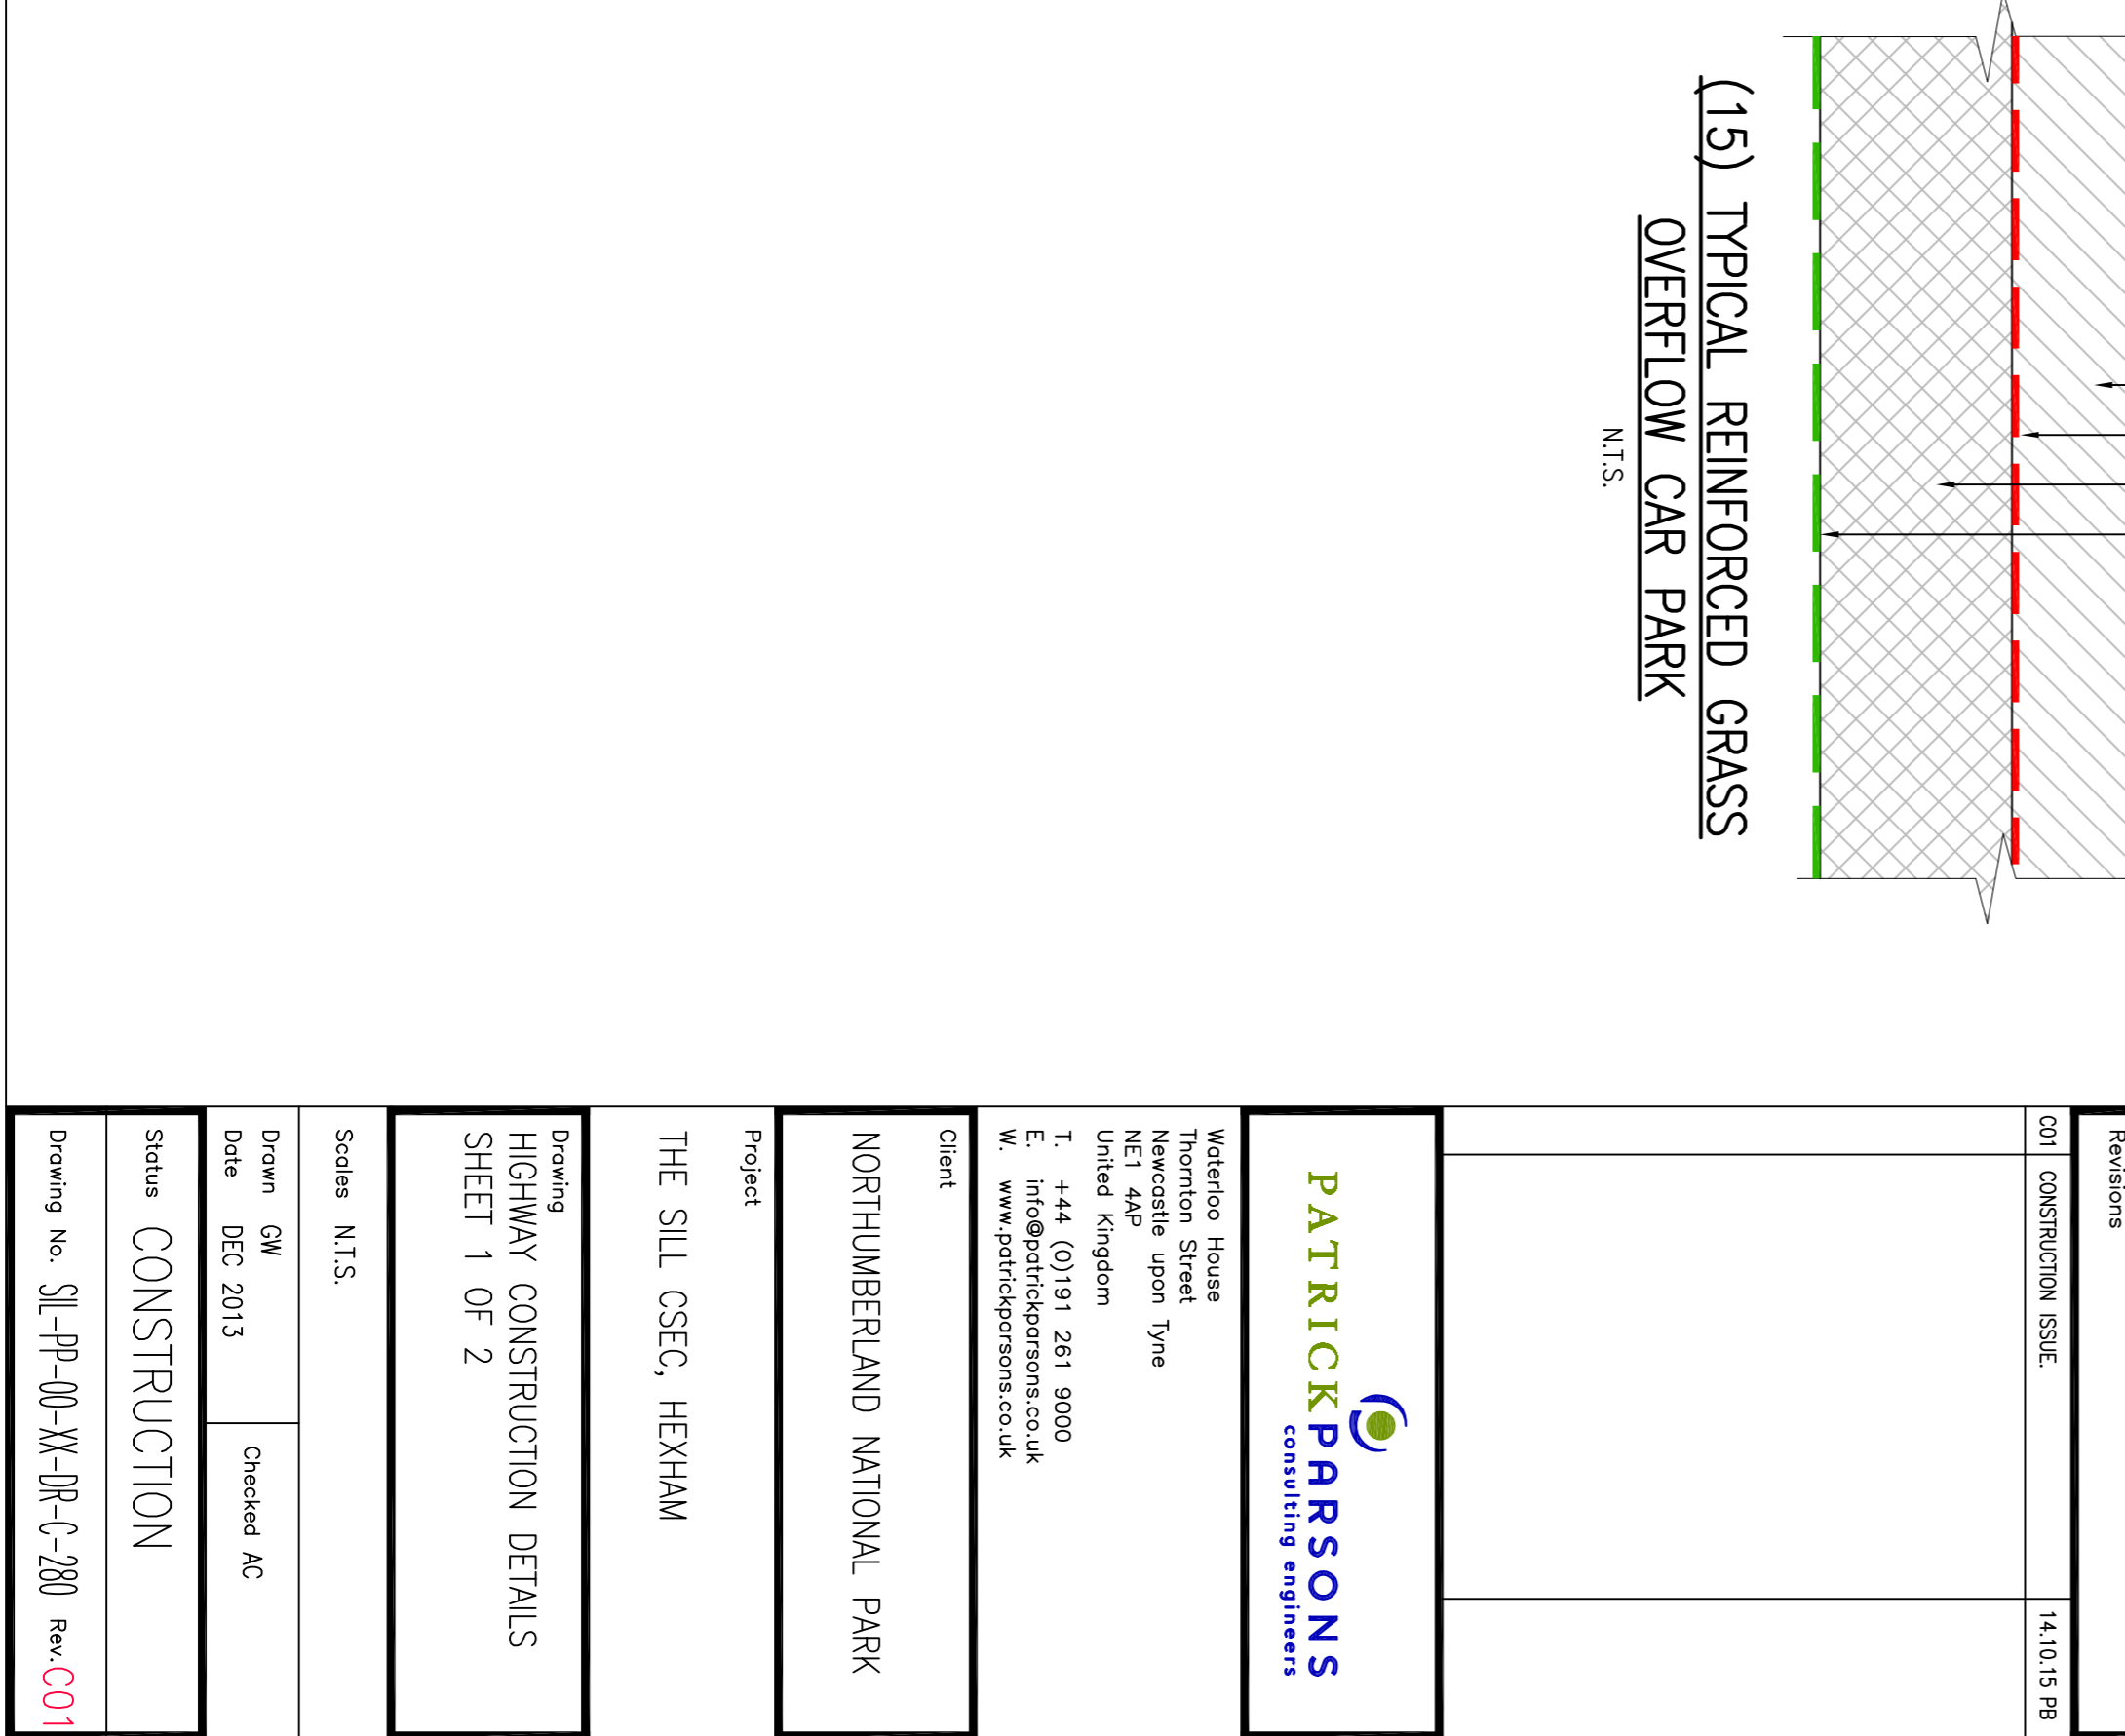 (15) TYPICAL REINFORCED GRASS
OVERFLOW CAR PARK
N.T.S.
Revisions
C01 CONSTRUCTION ISSUE. 14.10.15 PB
PATRICK PARSONS
consulting engineers
Waterloo House
Thornton Street
Newcastle upon Tyne
NE1 4AP
United Kingdom
T. +44 (0)191 261 9000
E. info@patrickparsons.co.uk
W. www.patrickparsons.co.uk
Client
NORTHUMBERLAND NATIONAL PARK
Project
THE SILL CSEC, HEXHAM
Drawing
HIGHWAY CONSTRUCTION DETAILS
SHEET 1 OF 2
Scales N.T.S.
Drawn GW
Date DEC 2013
Checked AC
Status CONSTRUCTION
Drawing No. SIL-PP-00-XX-DR-C-280 Rev. C01